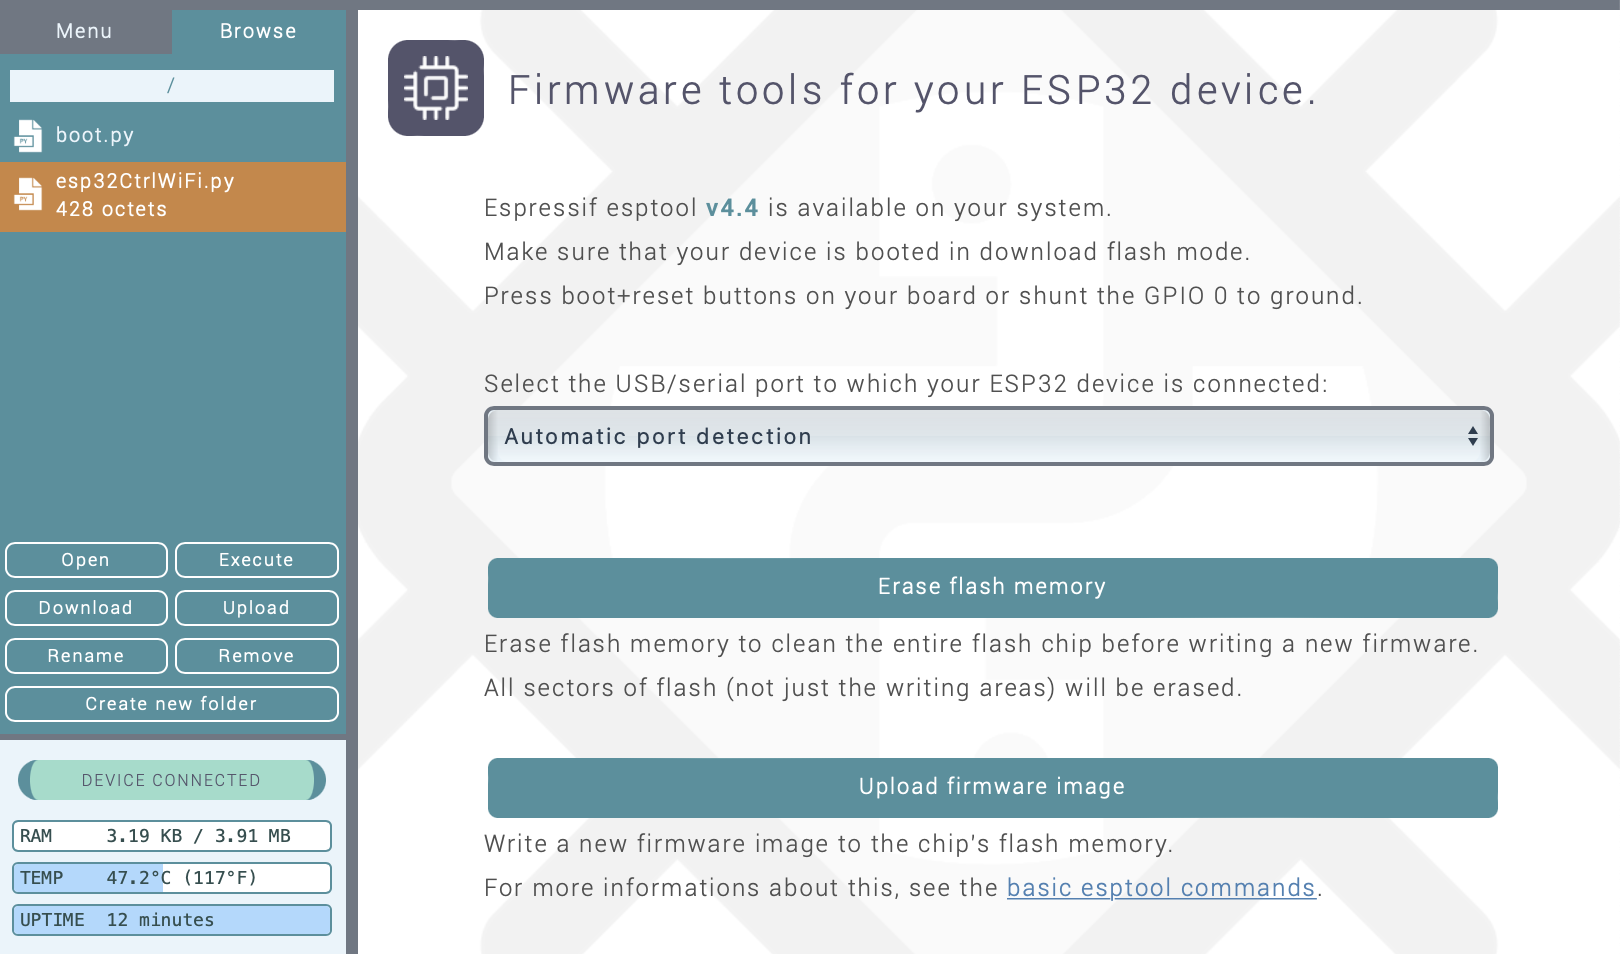 Menu
Browse
/
PY
boot.py
PY
esp32CtrlWiFi.py
428 octets
Open
Execute
Download
Upload
Rename
Remove
Create new folder
DEVICE CONNECTED
RAM 3.19 KB / 3.91 MB
TEMP 47.2°C (117°F)
UPTIME 12 minutes
Firmware tools for your ESP32 device.
Espressif esptool v4.4 is available on your system.
Make sure that your device is booted in download flash mode.
Press boot+reset buttons on your board or shunt the GPIO 0 to ground.
Select the USB/serial port to which your ESP32 device is connected:
Automatic port detection
Erase flash memory
Erase flash memory to clean the entire flash chip before writing a new firmware.
All sectors of flash (not just the writing areas) will be erased.
Upload firmware image
Write a new firmware image to the chip's flash memory.
For more informations about this, see the basic esptool commands.